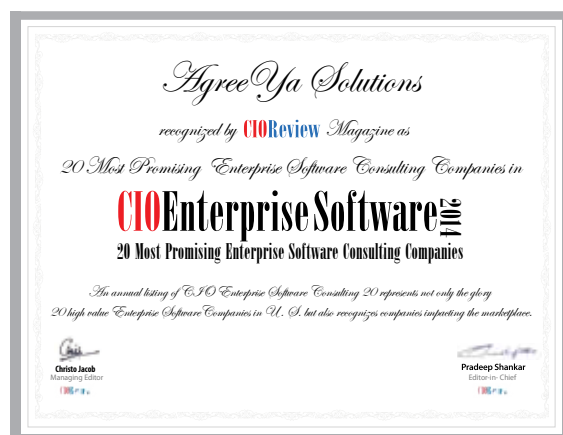 AgreeYa Solutions
recognized by CIOReview Magazine as
20 Most Promising Enterprise Software Consulting Companies in
CIOEnterprise Software 2014
20 Most Promising Enterprise Software Consulting Companies
An annual listing of CIO Enterprise Software Consulting 20 represents not only the glory
20 high value Enterprise Software Companies in U. S. but also recognizes companies impacting the marketplace.
Christo Jacob
Managing Editor
Pradeep Shankar
Editor-in- Chief